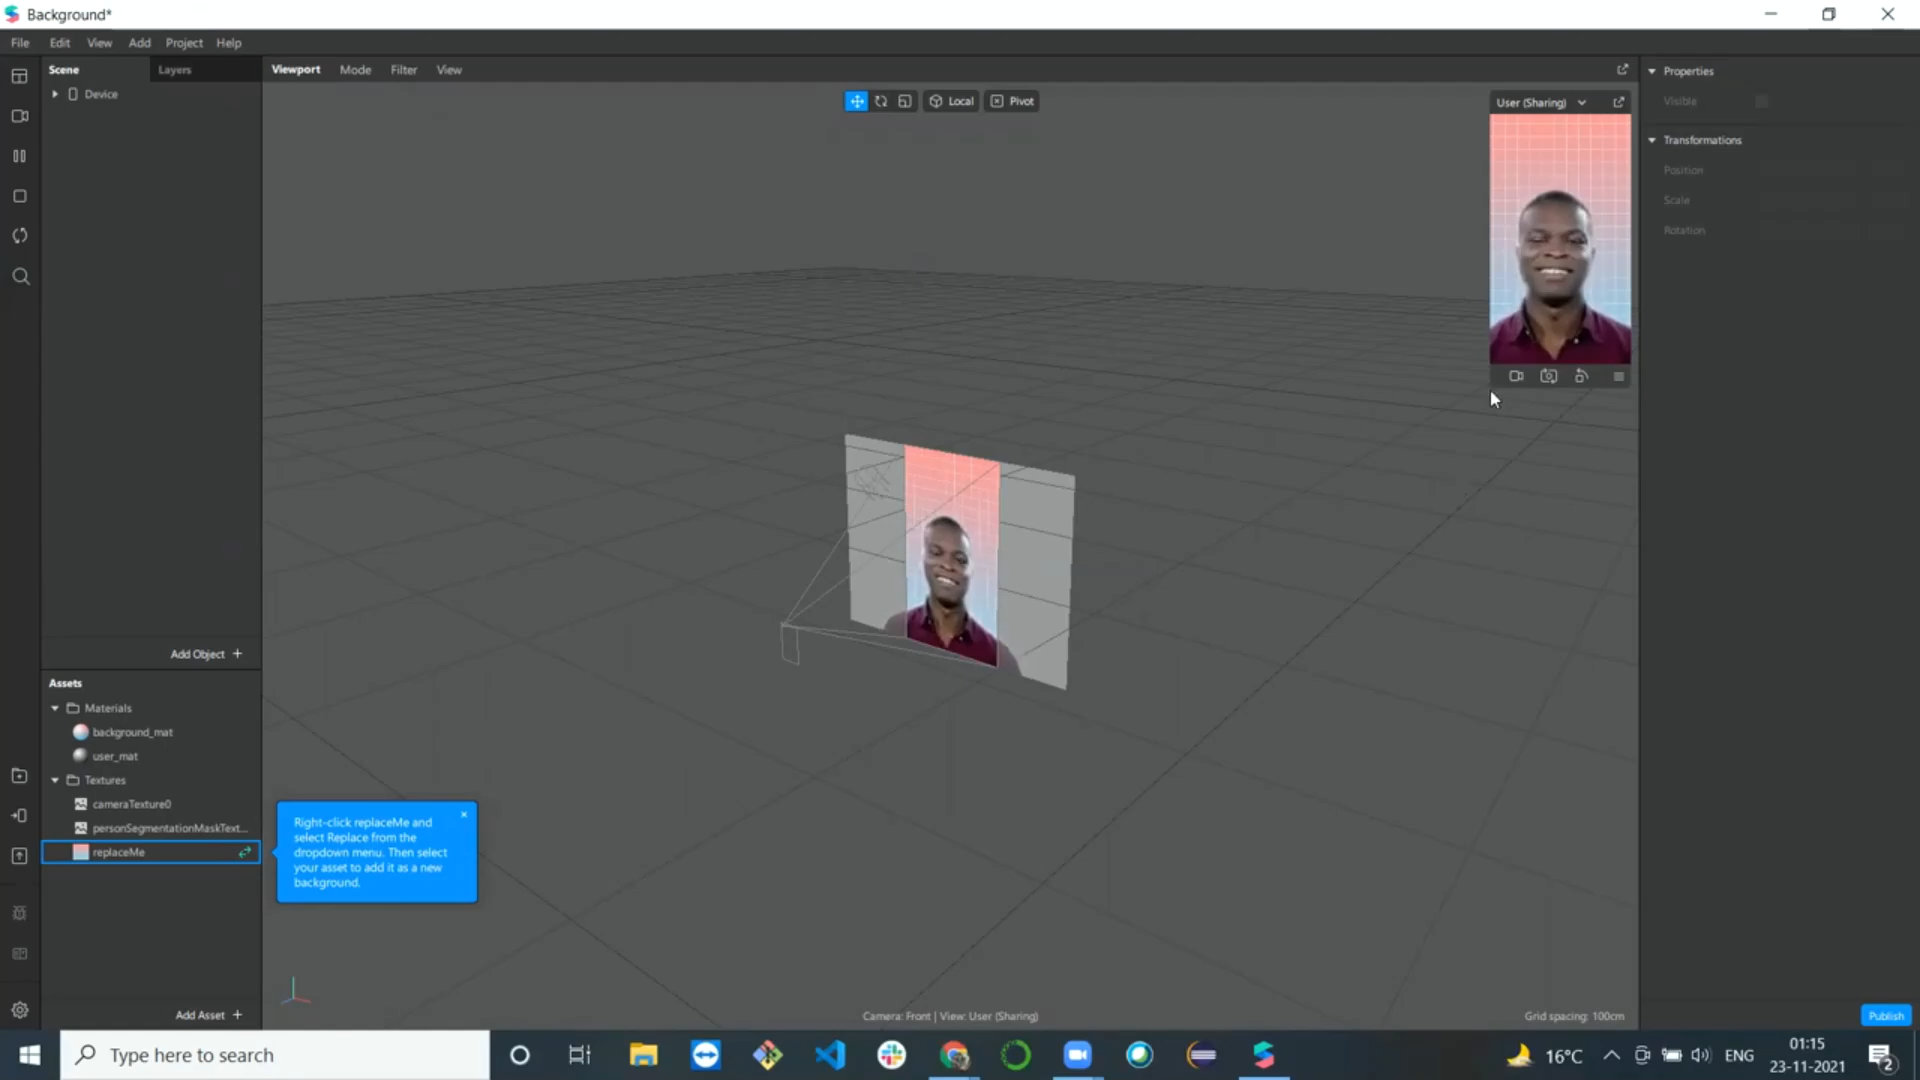 Background*
File Edit View Add Project Help
Scene Layers
Viewport Mode Filter View
Properties
Device
Local Pivot
User (Sharing)
Visible
Transformations
Position
Scale
Rotation
Add Object +
Assets
Materials
background_mat
user_mat
Textures
cameraTexture0
personSegmentationMaskText...
replaceMe
Right-click replaceMe and
select Replace from the
dropdown menu. Then select
your asset to add it as a new
background.
Add Asset +
Camera: Front | View: User (Sharing)
Grid spacing: 100cm
Publish
Type here to search
16°C
ENG
01:15
23-11-2021
2